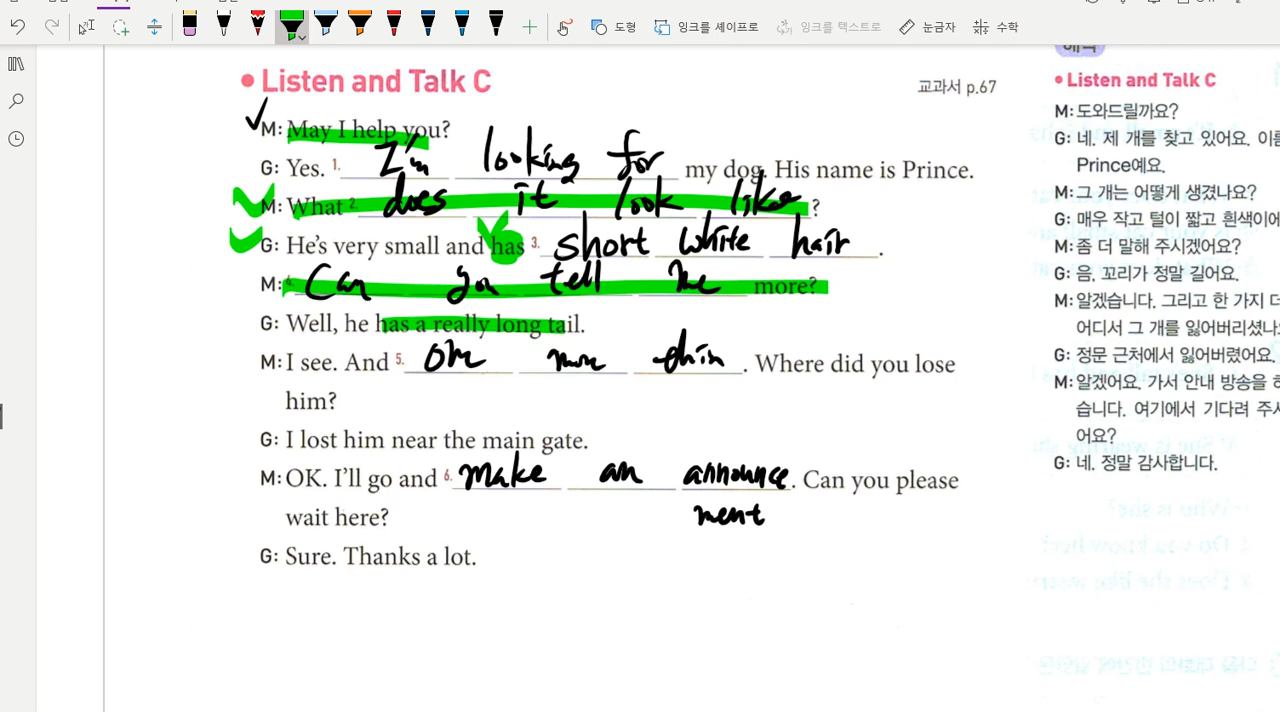 도형
잉크를 셰이프로
잉크를 텍스트로
눈금자
수학
• Listen and Talk C
교과서 p.67
M: May I help you?
G: Yes. 1. I'm looking for my dog. His name is Prince.
M: What 2. does it look like ?
G: He's very small and has 3. short white hair .
M: 4. Can you tell me more?
G: Well, he has a really long tail.
M: I see. And 5. one more thin . Where did you lose
him?
G: I lost him near the main gate.
M: OK. I'll go and 6. make an announce . Can you please
ment
wait here?
G: Sure. Thanks a lot.
해석
• Listen and Talk C
M: 도와드릴까요?
G: 네. 제 개를 찾고 있어요. 이름
Prince예요.
M: 그 개는 어떻게 생겼나요?
G: 매우 작고 털이 짧고 흰색이에
M: 좀 더 말해 주시겠어요?
G: 음. 꼬리가 정말 길어요.
M: 알겠습니다. 그리고 한 가지 더
어디서 그 개를 잃어버리셨나요
G: 정문 근처에서 잃어버렸어요.
M: 알겠어요. 가서 안내 방송을 하
습니다. 여기에서 기다려 주시
어요?
G: 네. 정말 감사합니다.